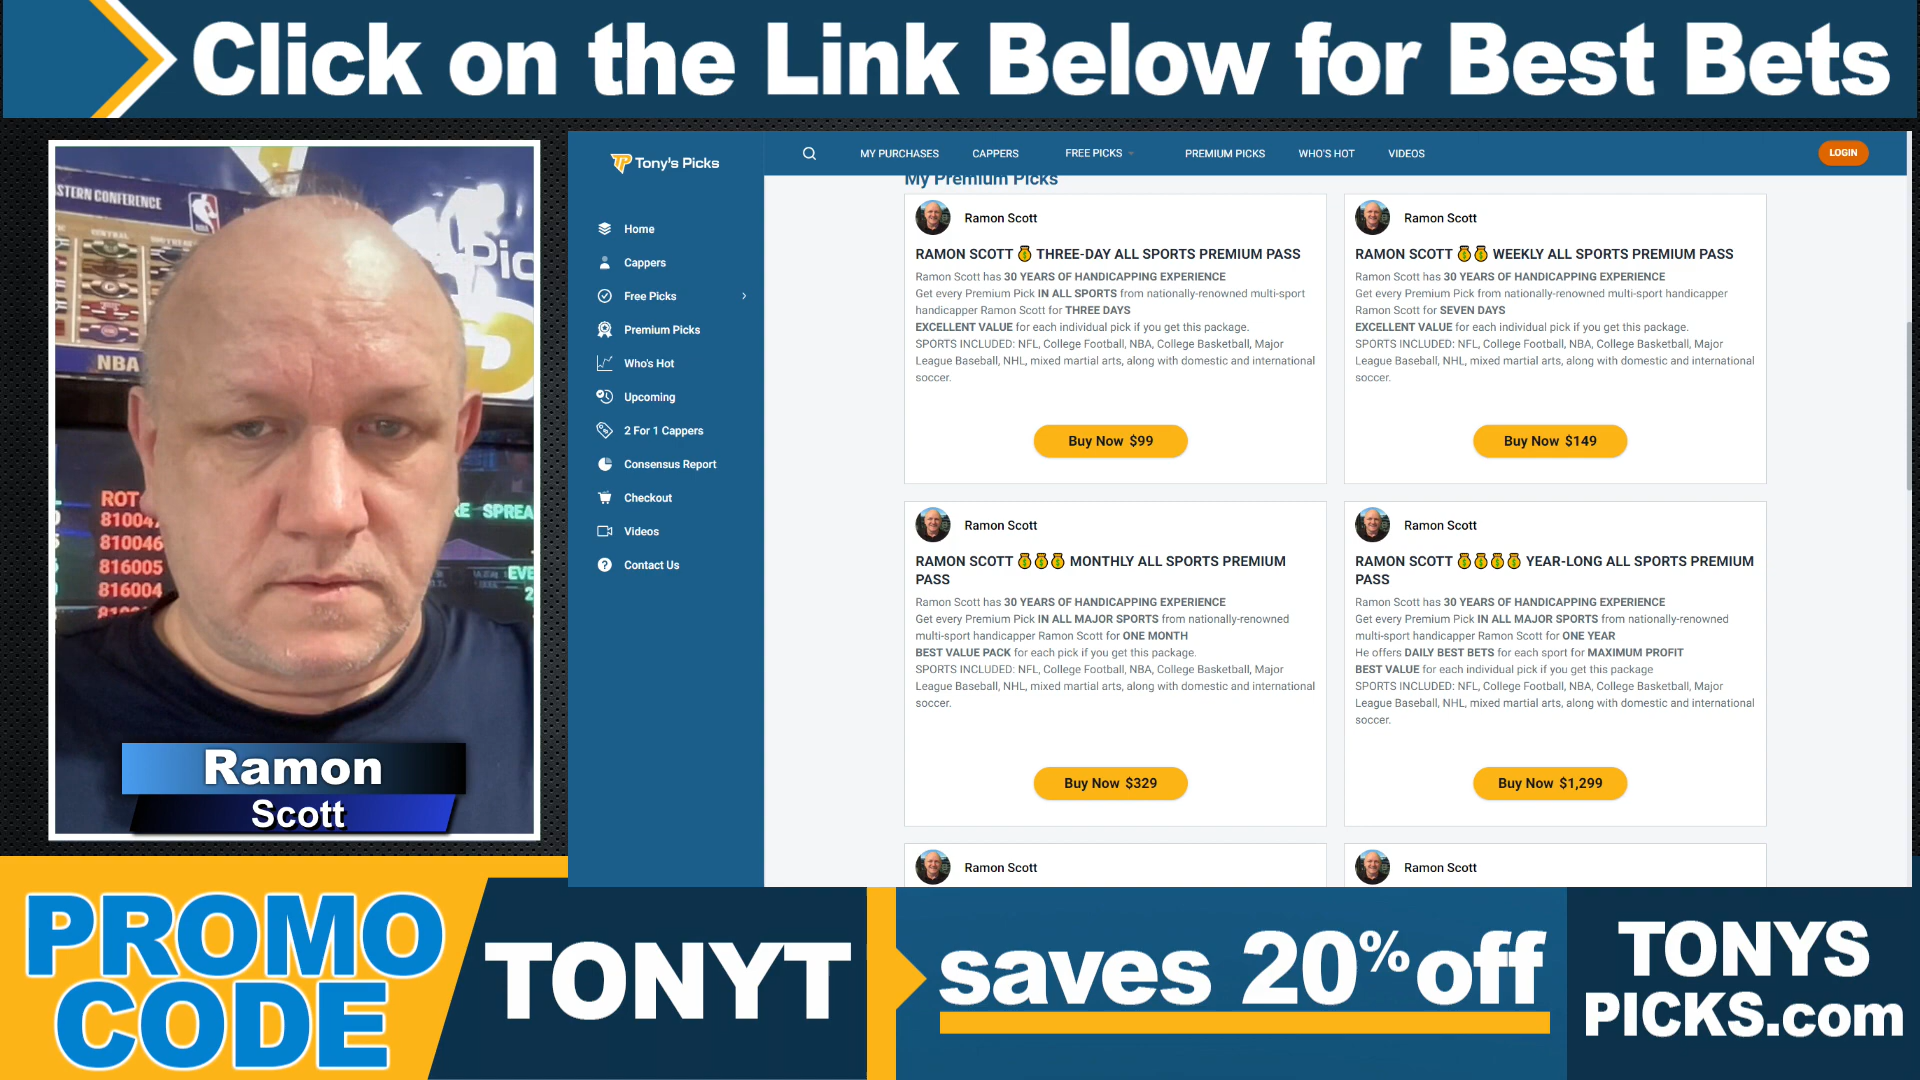 Click on the Link Below for Best Bets
STERN CONFERENCE
CENTRAL
NBA
Pic
ROT
810047
810046
816005
816004
RE SPREA
EVE
2
Ramon
Scott
Tony's Picks
MY PURCHASES CAPPERS FREE PICKS PREMIUM PICKS WHO'S HOT VIDEOS LOGIN
Home
Cappers
Free Picks
Premium Picks
Who's Hot
Upcoming
2 For 1 Cappers
Consensus Report
Checkout
Videos
Contact Us
My Premium Picks
Ramon Scott
RAMON SCOTT 💰 THREE-DAY ALL SPORTS PREMIUM PASS
Ramon Scott has 30 YEARS OF HANDICAPPING EXPERIENCE
Get every Premium Pick IN ALL SPORTS from nationally-renowned multi-sport
handicapper Ramon Scott for THREE DAYS
EXCELLENT VALUE for each individual pick if you get this package.
SPORTS INCLUDED: NFL, College Football, NBA, College Basketball, Major
League Baseball, NHL, mixed martial arts, along with domestic and international
soccer.
Buy Now $99
Ramon Scott
RAMON SCOTT 💰💰 WEEKLY ALL SPORTS PREMIUM PASS
Ramon Scott has 30 YEARS OF HANDICAPPING EXPERIENCE
Get every Premium Pick from nationally-renowned multi-sport handicapper
Ramon Scott for SEVEN DAYS
EXCELLENT VALUE for each individual pick if you get this package.
SPORTS INCLUDED: NFL, College Football, NBA, College Basketball, Major
League Baseball, NHL, mixed martial arts, along with domestic and international
soccer.
Buy Now $149
Ramon Scott
RAMON SCOTT 💰💰💰 MONTHLY ALL SPORTS PREMIUM
PASS
Ramon Scott has 30 YEARS OF HANDICAPPING EXPERIENCE
Get every Premium Pick IN ALL MAJOR SPORTS from nationally-renowned
multi-sport handicapper Ramon Scott for ONE MONTH
BEST VALUE PACK for each pick if you get this package.
SPORTS INCLUDED: NFL, College Football, NBA, College Basketball, Major
League Baseball, NHL, mixed martial arts, along with domestic and international
soccer.
Buy Now $329
Ramon Scott
RAMON SCOTT 💰💰💰💰 YEAR-LONG ALL SPORTS PREMIUM
PASS
Ramon Scott has 30 YEARS OF HANDICAPPING EXPERIENCE
Get every Premium Pick IN ALL MAJOR SPORTS from nationally-renowned
multi-sport handicapper Ramon Scott for ONE YEAR
He offers DAILY BEST BETS for each sport for MAXIMUM PROFIT
BEST VALUE for each individual pick if you get this package
SPORTS INCLUDED: NFL, College Football, NBA, College Basketball, Major
League Baseball, NHL, mixed martial arts, along with domestic and international
soccer.
Buy Now $1,299
Ramon Scott
Ramon Scott
PROMO
CODE
TONYT
saves 20% off
TONYS
PICKS.com